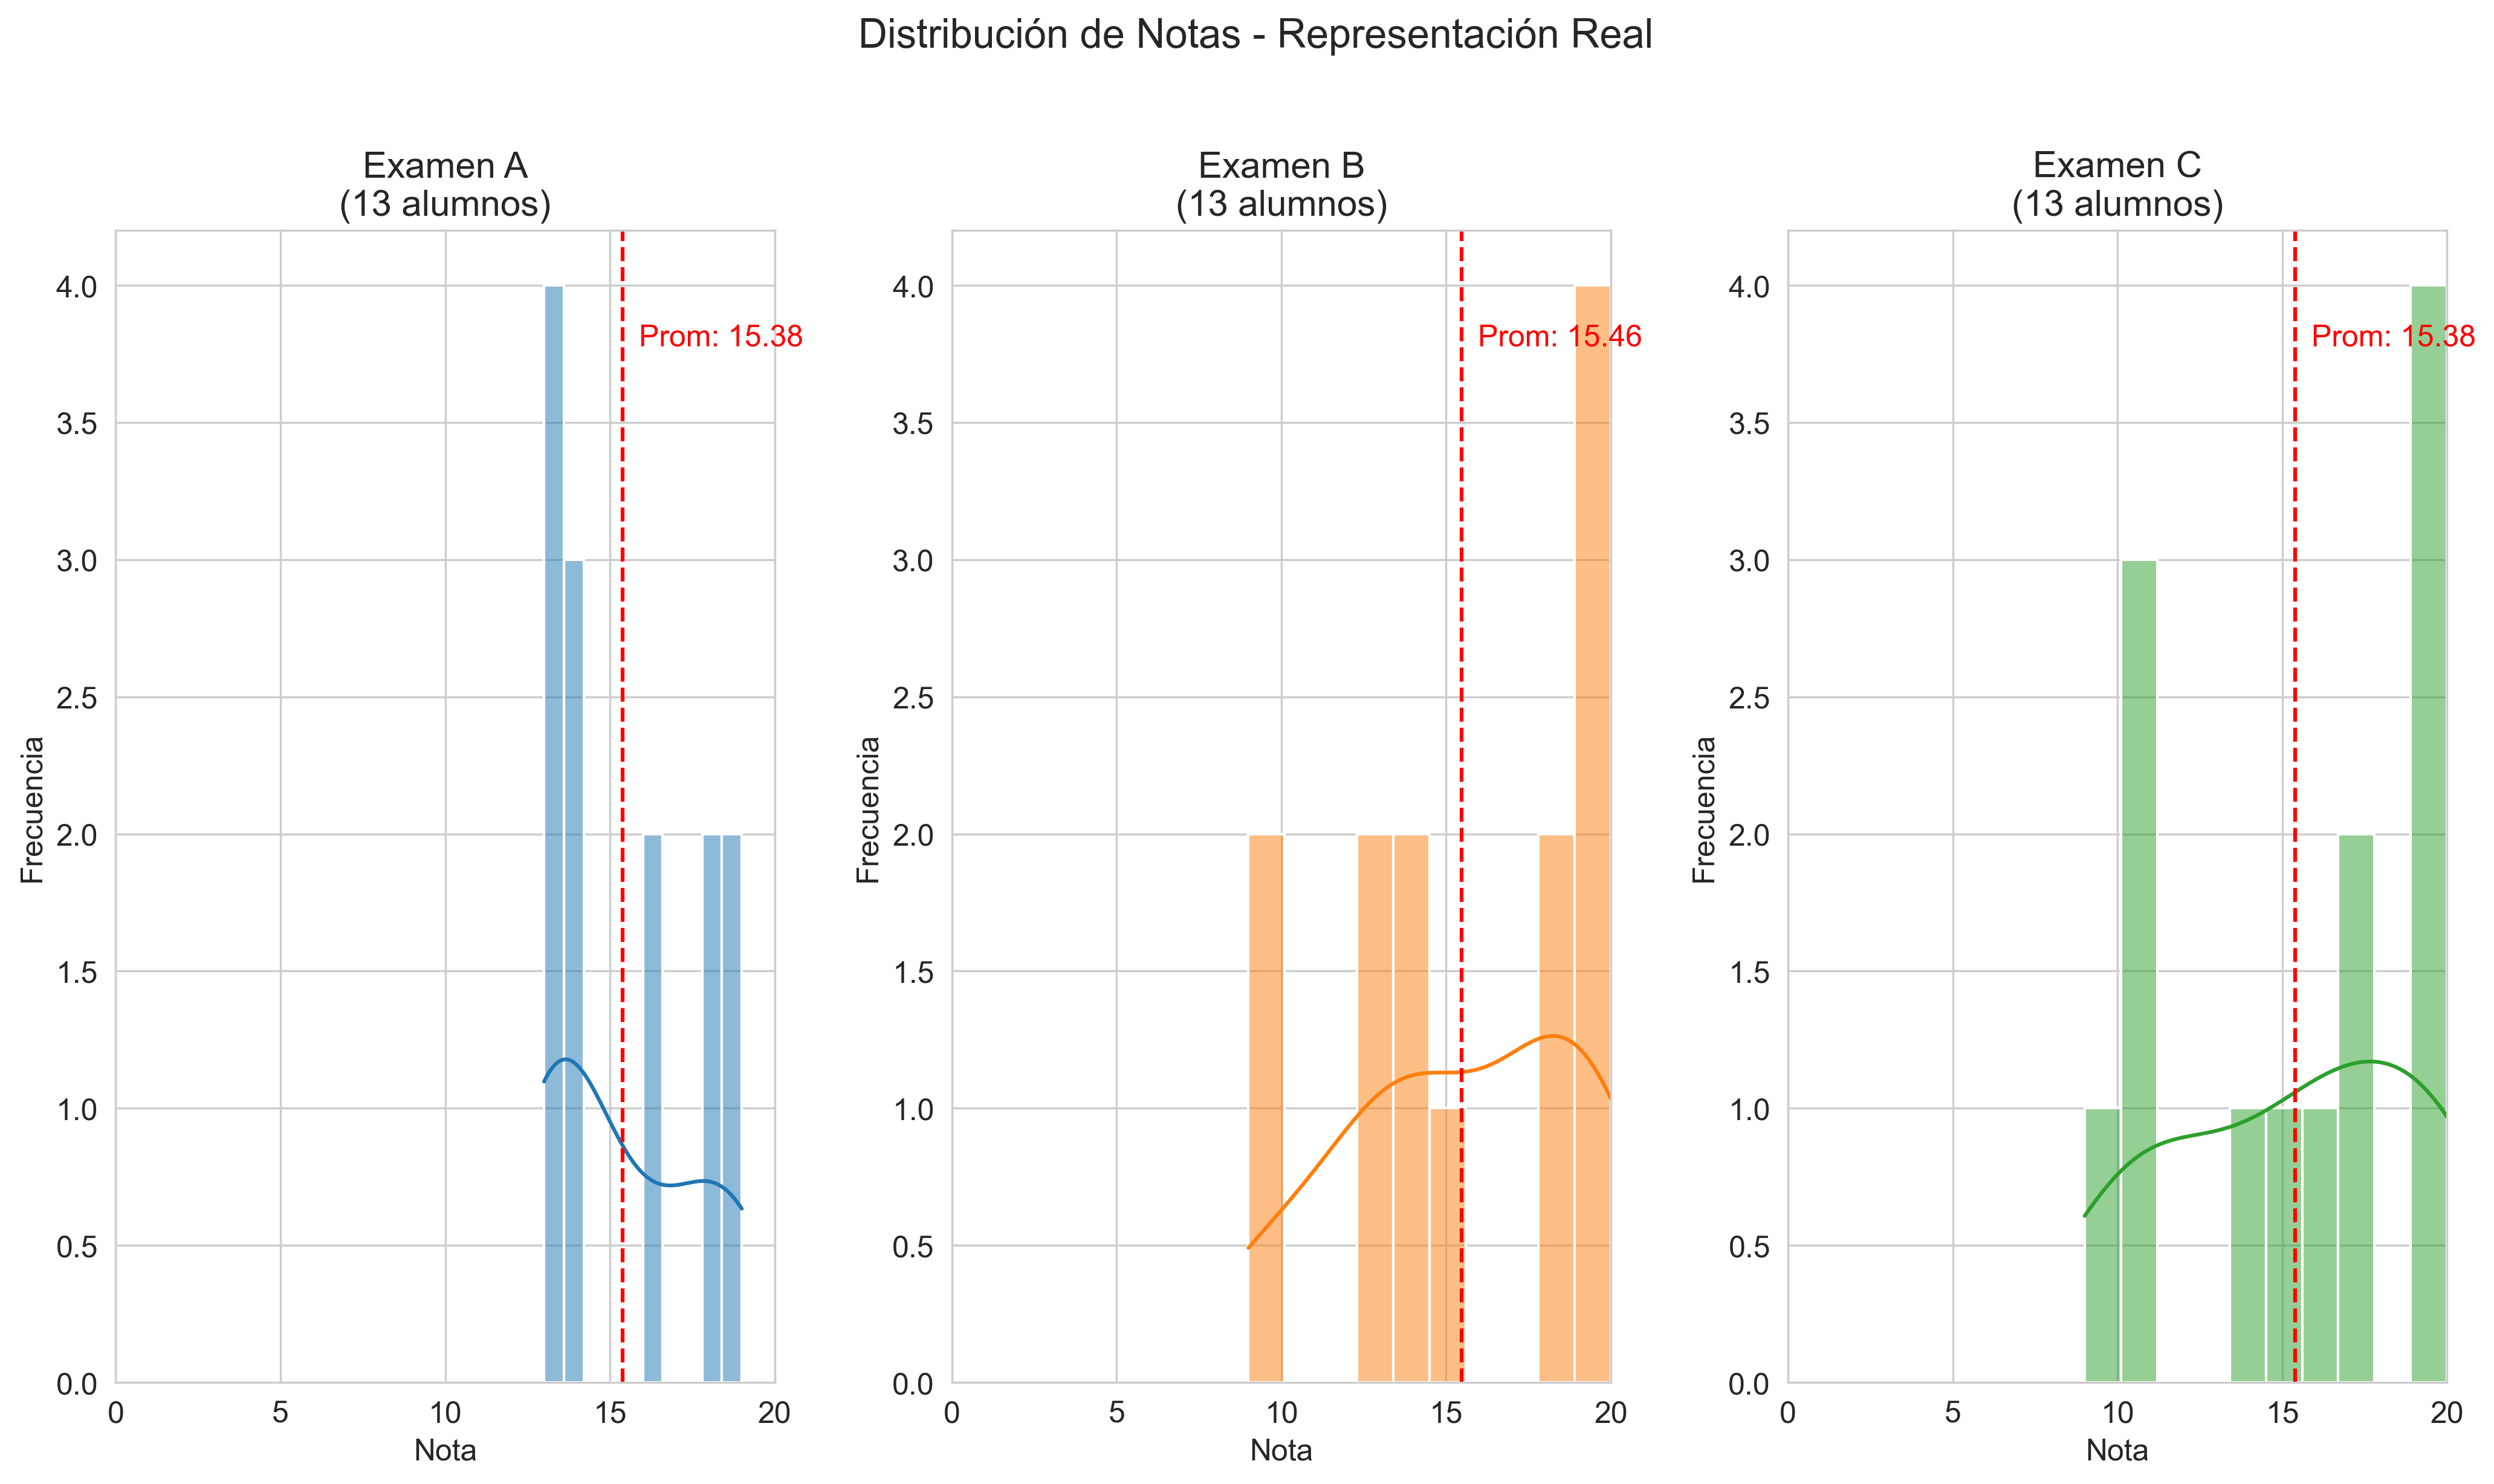 Distribución de Notas - Representación Real
Examen A
(13 alumnos)
4.0
3.5
3.0
2.5
2.0
1.5
1.0
0.5
0.0
Frecuencia
Prom: 15.38
0 5 10 15 20
Nota
Examen B
(13 alumnos)
4.0
3.5
3.0
2.5
2.0
1.5
1.0
0.5
0.0
Frecuencia
Prom: 15.46
0 5 10 15 20
Nota
Examen C
(13 alumnos)
4.0
3.5
3.0
2.5
2.0
1.5
1.0
0.5
0.0
Frecuencia
Prom: 15.38
0 5 10 15 20
Nota